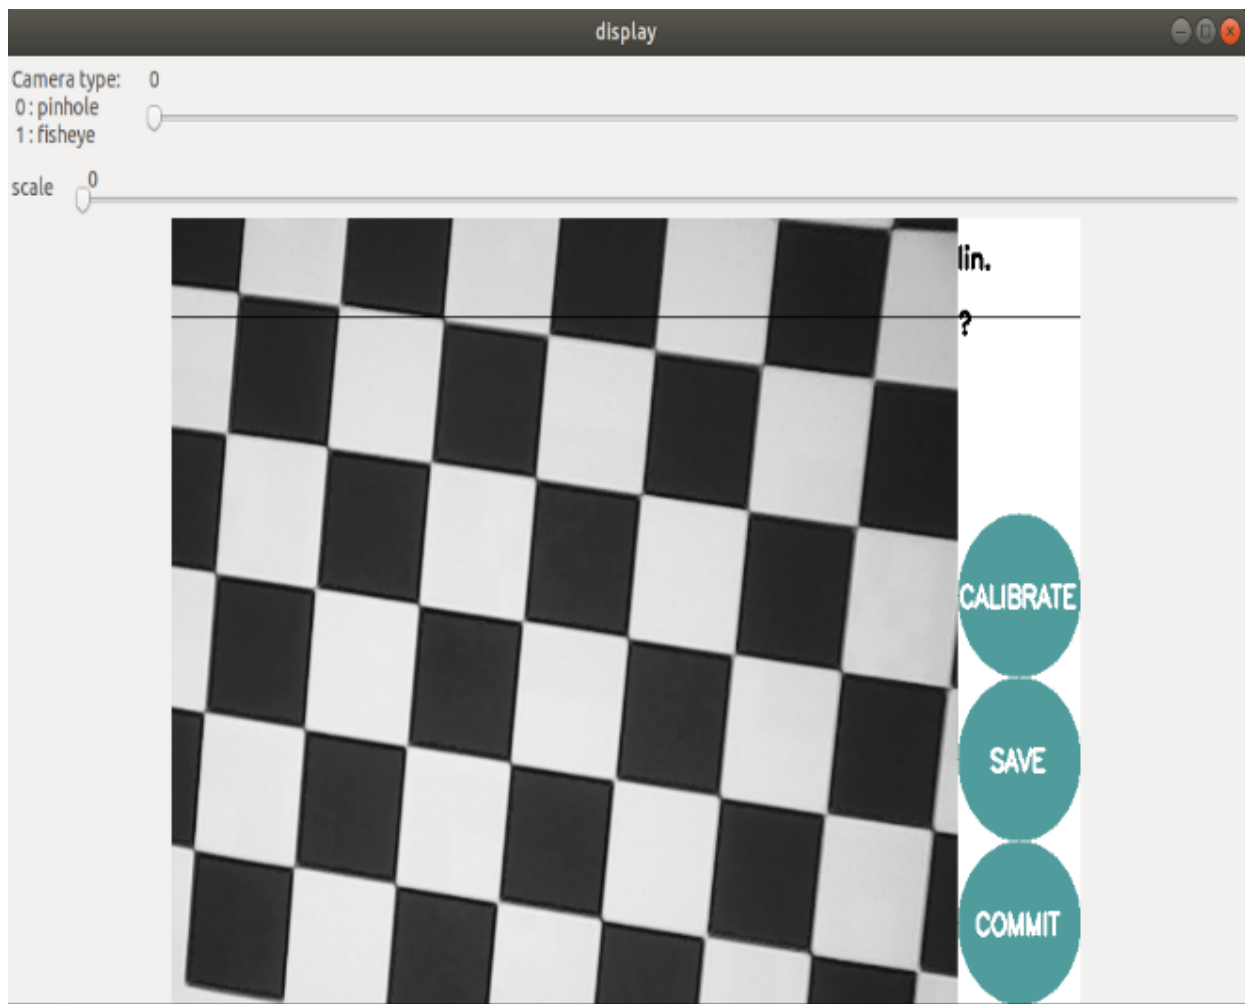 display
Camera type: 0
0 : pinhole
1 : fisheye
scale 0
lin.
?
CALIBRATE
SAVE
COMMIT